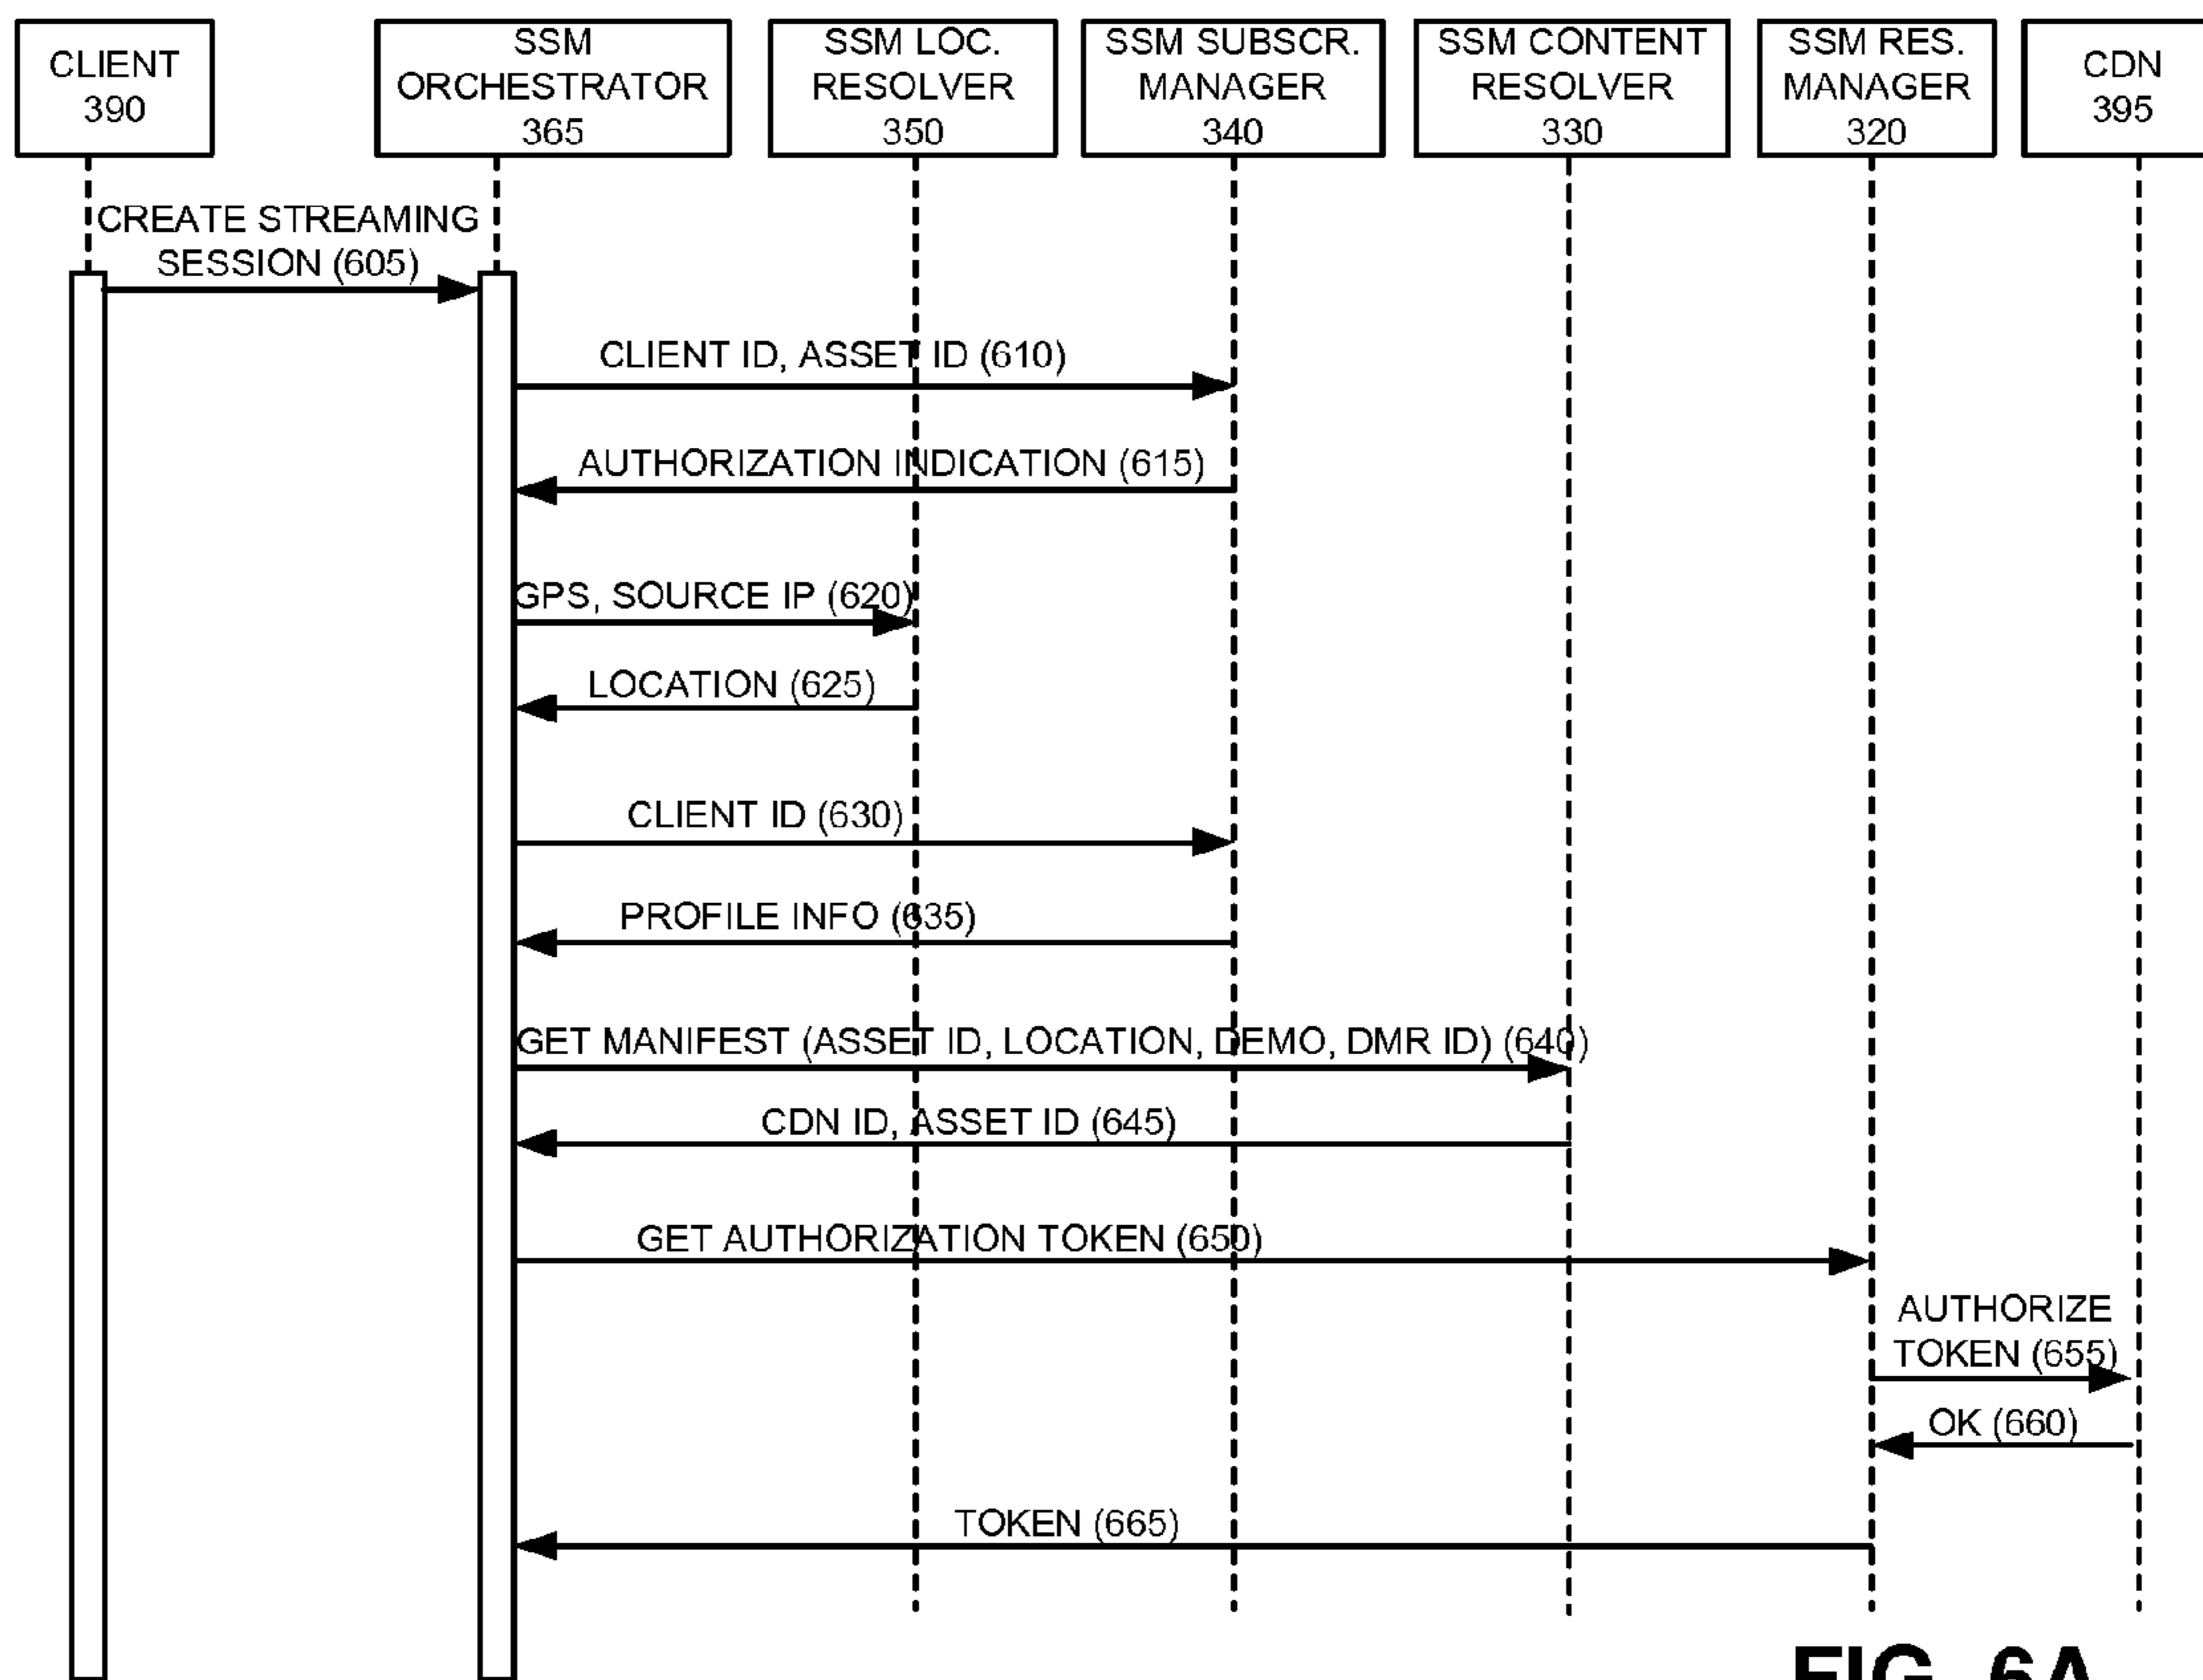 CLIENT
390
SSM
ORCHESTRATOR
365
SSM LOC.
RESOLVER
350
SSM SUBSCR.
MANAGER
340
SSM CONTENT
RESOLVER
330
SSM RES.
MANAGER
320
CDN
395
CREATE STREAMING
SESSION (605)
CLIENT ID, ASSET ID (610)
AUTHORIZATION INDICATION (615)
GPS, SOURCE IP (620)
LOCATION (625)
CLIENT ID (630)
PROFILE INFO (635)
GET MANIFEST (ASSET ID, LOCATION, DEMO, DMR ID) (640)
CDN ID, ASSET ID (645)
GET AUTHORIZATION TOKEN (650)
AUTHORIZE
TOKEN (655)
OK (660)
TOKEN (665)
FIG. 6A